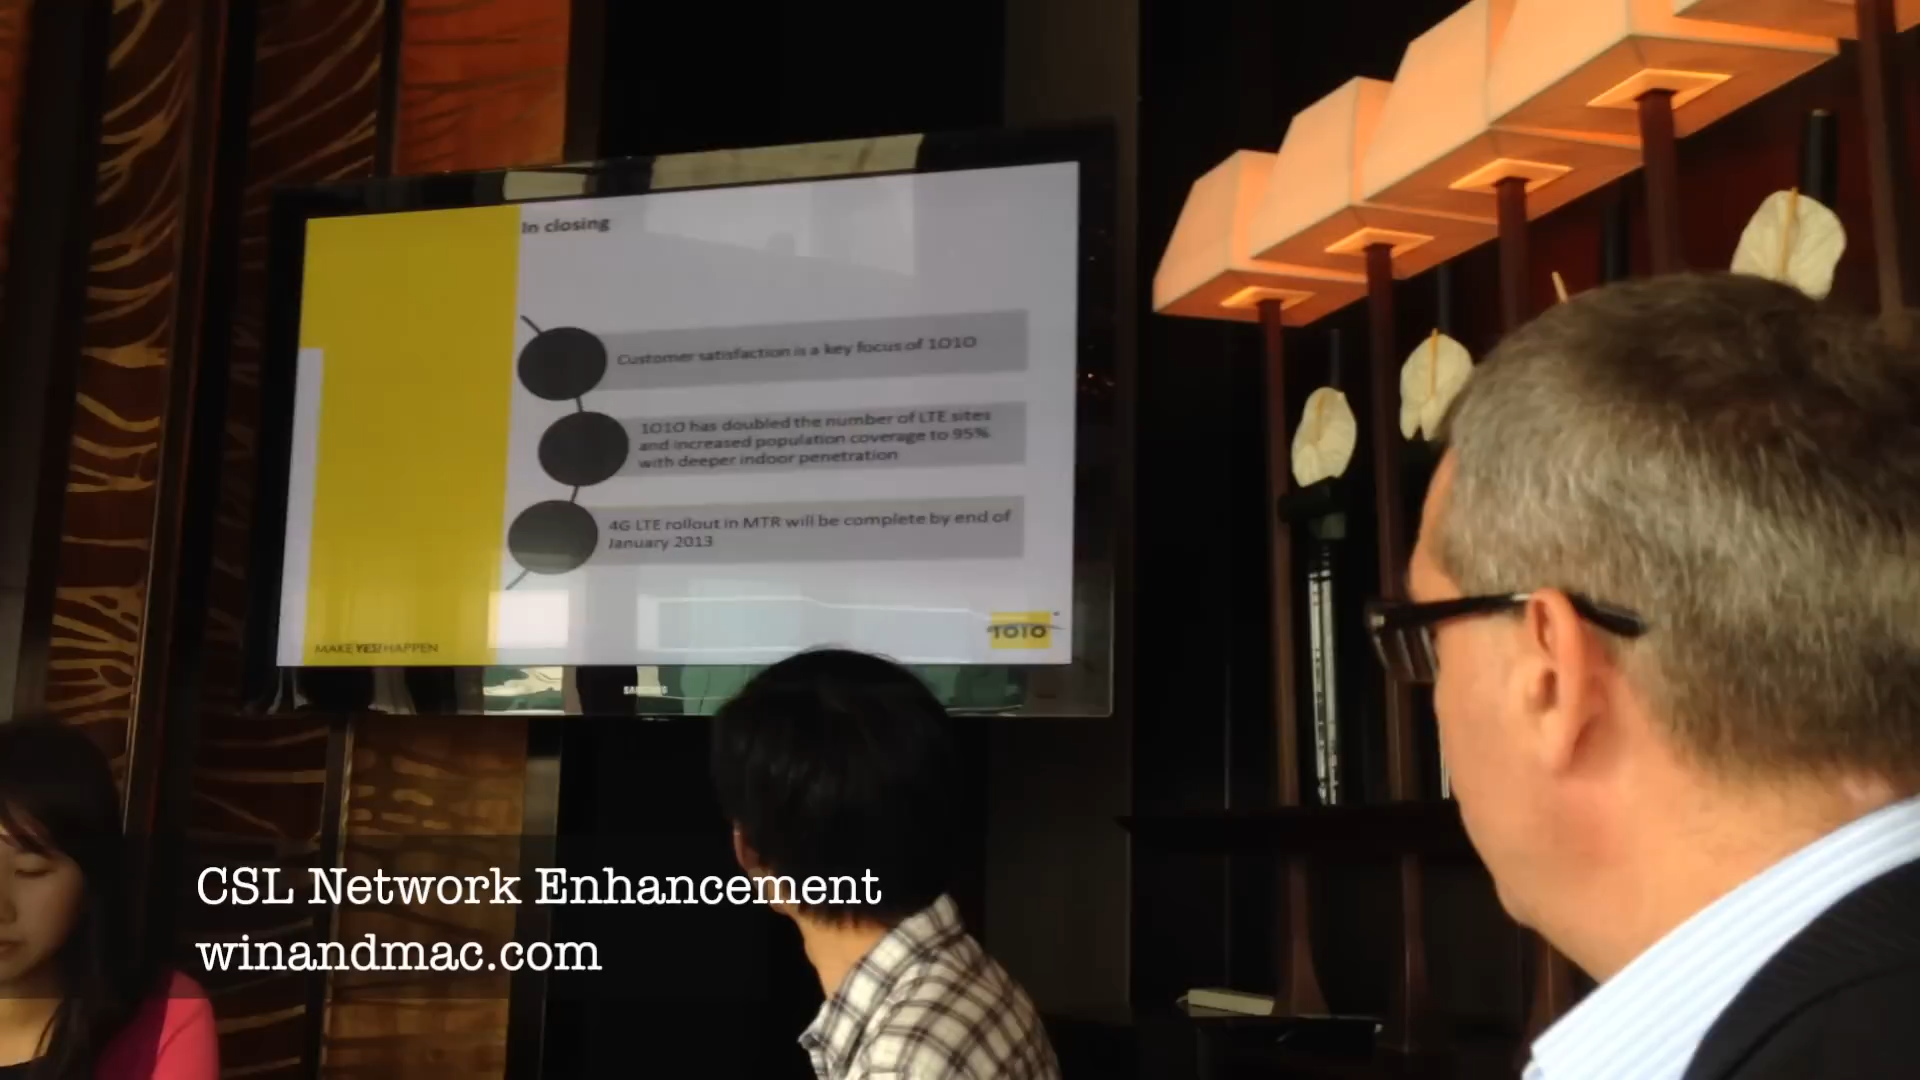 In closing
Customer satisfaction is a key focus of 1O1O
1O1O has doubled the number of LTE sites
and increased population coverage to 95%
with deeper indoor penetration
4G LTE rollout in MTR will be complete by end of
January 2013
MAKE YES! HAPPEN
1O1O
SAMSUNG
CSL Network Enhancement
winandmac.com